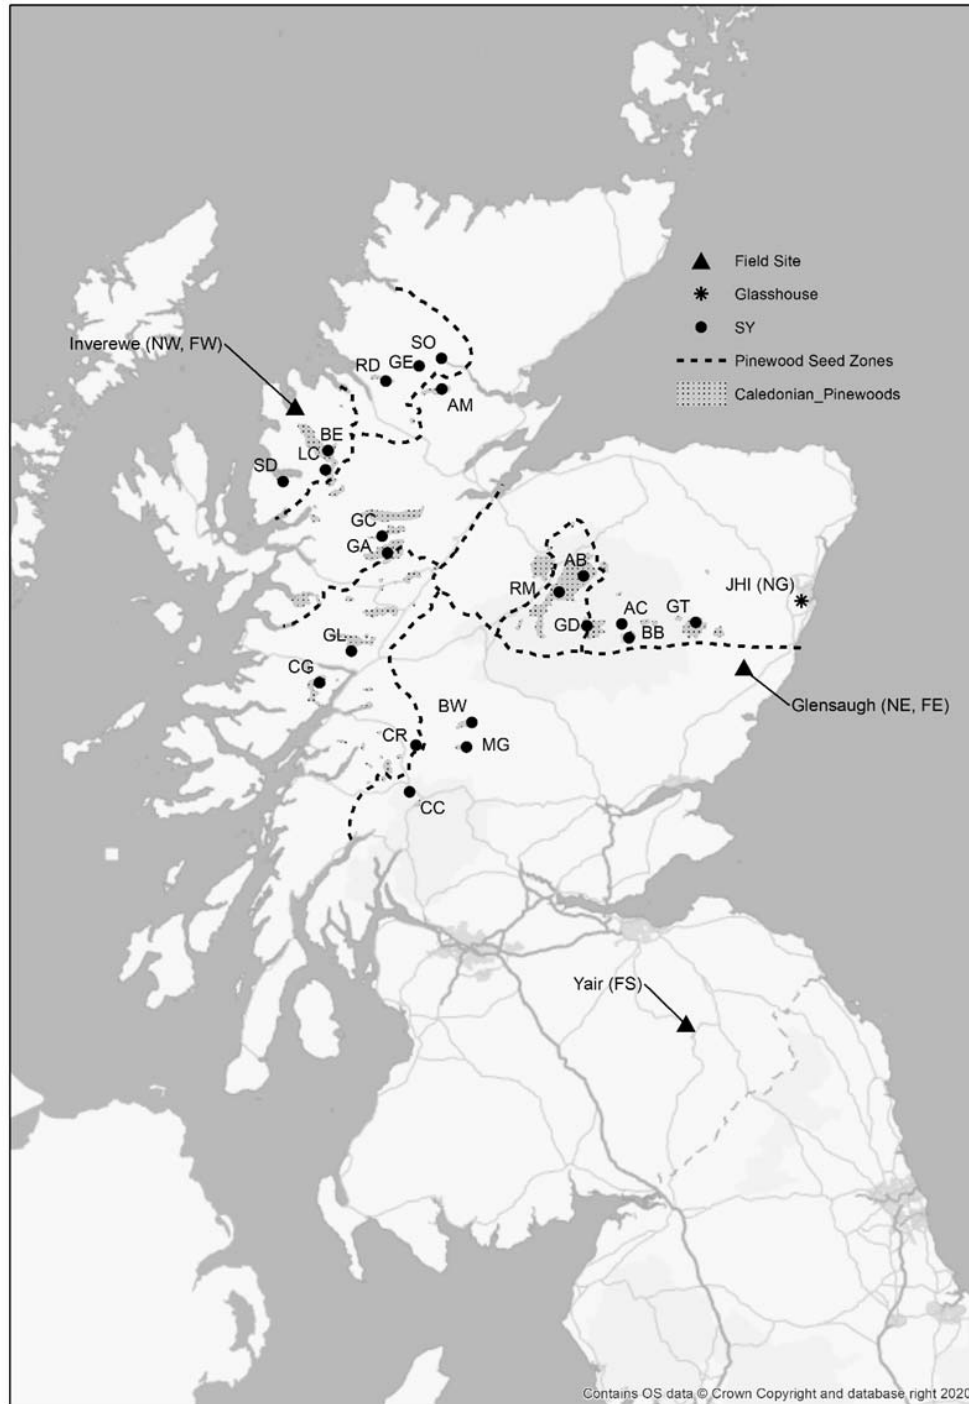 Field Site
Glasshouse
SY
Pinewood Seed Zones
Caledonian_Pinewoods
Inverewe (NW, FW)
SO
GE
RD
AM
BE
LC
SD
GC
GA
AB
RM
JHI (NG)
AC
GT
GD
BB
GL
CG
Glensaugh (NE, FE)
BW
CR
MG
CC
Yair (FS)
Contains OS data © Crown Copyright and database right 2020